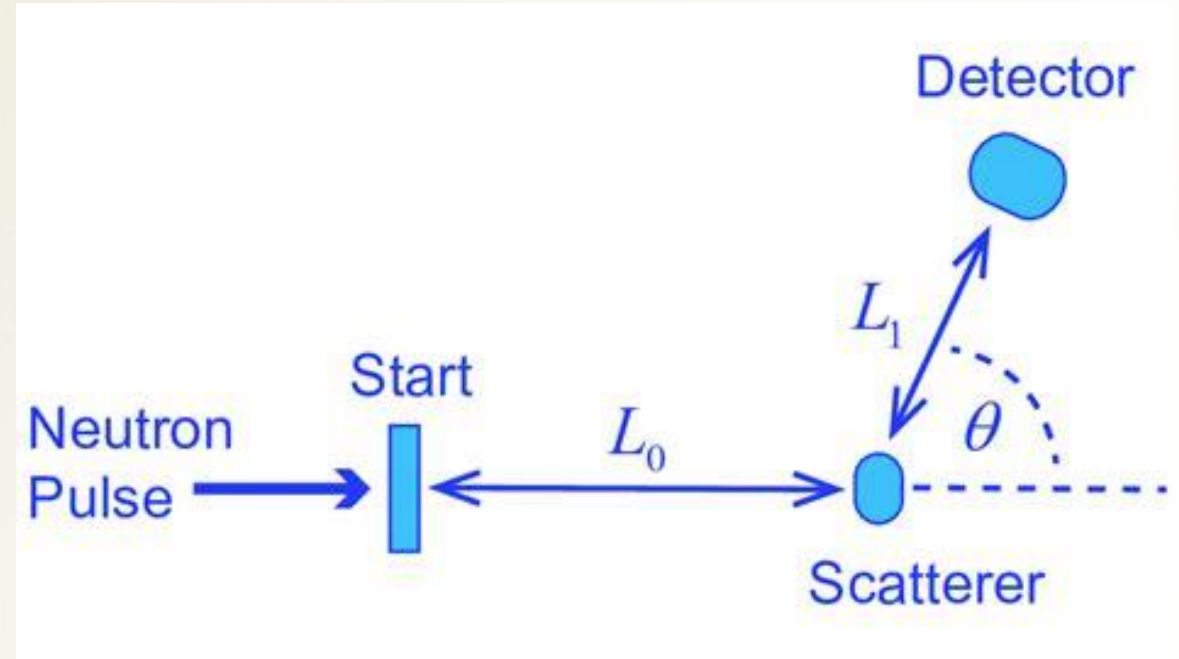 Detector
L₁
Start
Neutron
Pulse
L₀
θ
Scatterer